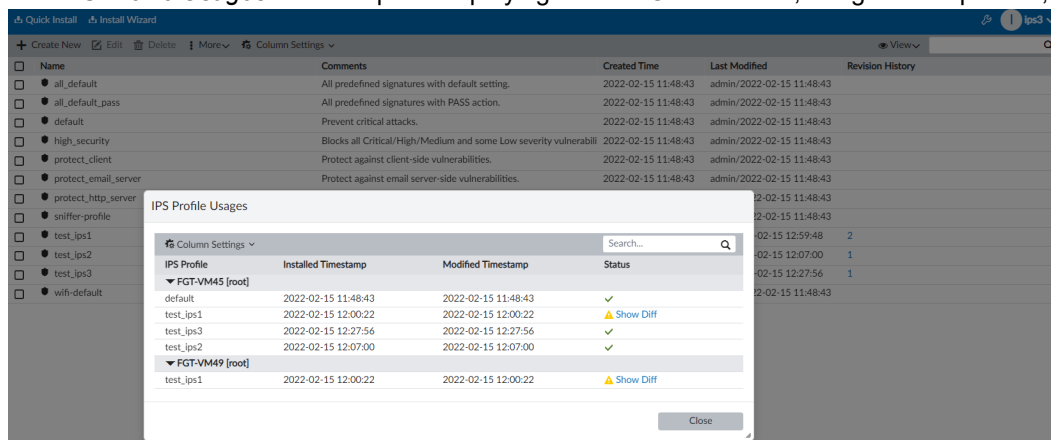 Quick Install Install Wizard ips3
Create New Edit Delete More Column Settings View
Name Comments Created Time Last Modified Revision History
all_default All predefined signatures with default setting. 2022-02-15 11:48:43 admin/2022-02-15 11:48:43
all_default_pass All predefined signatures with PASS action. 2022-02-15 11:48:43 admin/2022-02-15 11:48:43
default Prevent critical attacks. 2022-02-15 11:48:43 admin/2022-02-15 11:48:43
high_security Blocks all Critical/High/Medium and some Low severity vulnerabili 2022-02-15 11:48:43 admin/2022-02-15 11:48:43
protect_client Protect against client-side vulnerabilities. 2022-02-15 11:48:43 admin/2022-02-15 11:48:43
protect_email_server Protect against email server-side vulnerabilities. 2022-02-15 11:48:43 admin/2022-02-15 11:48:43
protect_http_server 22-02-15 11:48:43
sniffer-profile 22-02-15 11:48:43
test_ips1 -02-15 12:59:48 2
test_ips2 -02-15 12:07:00 1
test_ips3 -02-15 12:27:56 1
wifi-default 22-02-15 11:48:43
IPS Profile Usages
Column Settings Search...
IPS Profile Installed Timestamp Modified Timestamp Status
FGT-VM45 [root]
default 2022-02-15 11:48:43 2022-02-15 11:48:43
test_ips1 2022-02-15 12:00:22 2022-02-15 12:00:22 Show Diff
test_ips3 2022-02-15 12:27:56 2022-02-15 12:27:56
test_ips2 2022-02-15 12:07:00 2022-02-15 12:07:00
FGT-VM49 [root]
test_ips1 2022-02-15 12:00:22 2022-02-15 12:00:22 Show Diff
Close